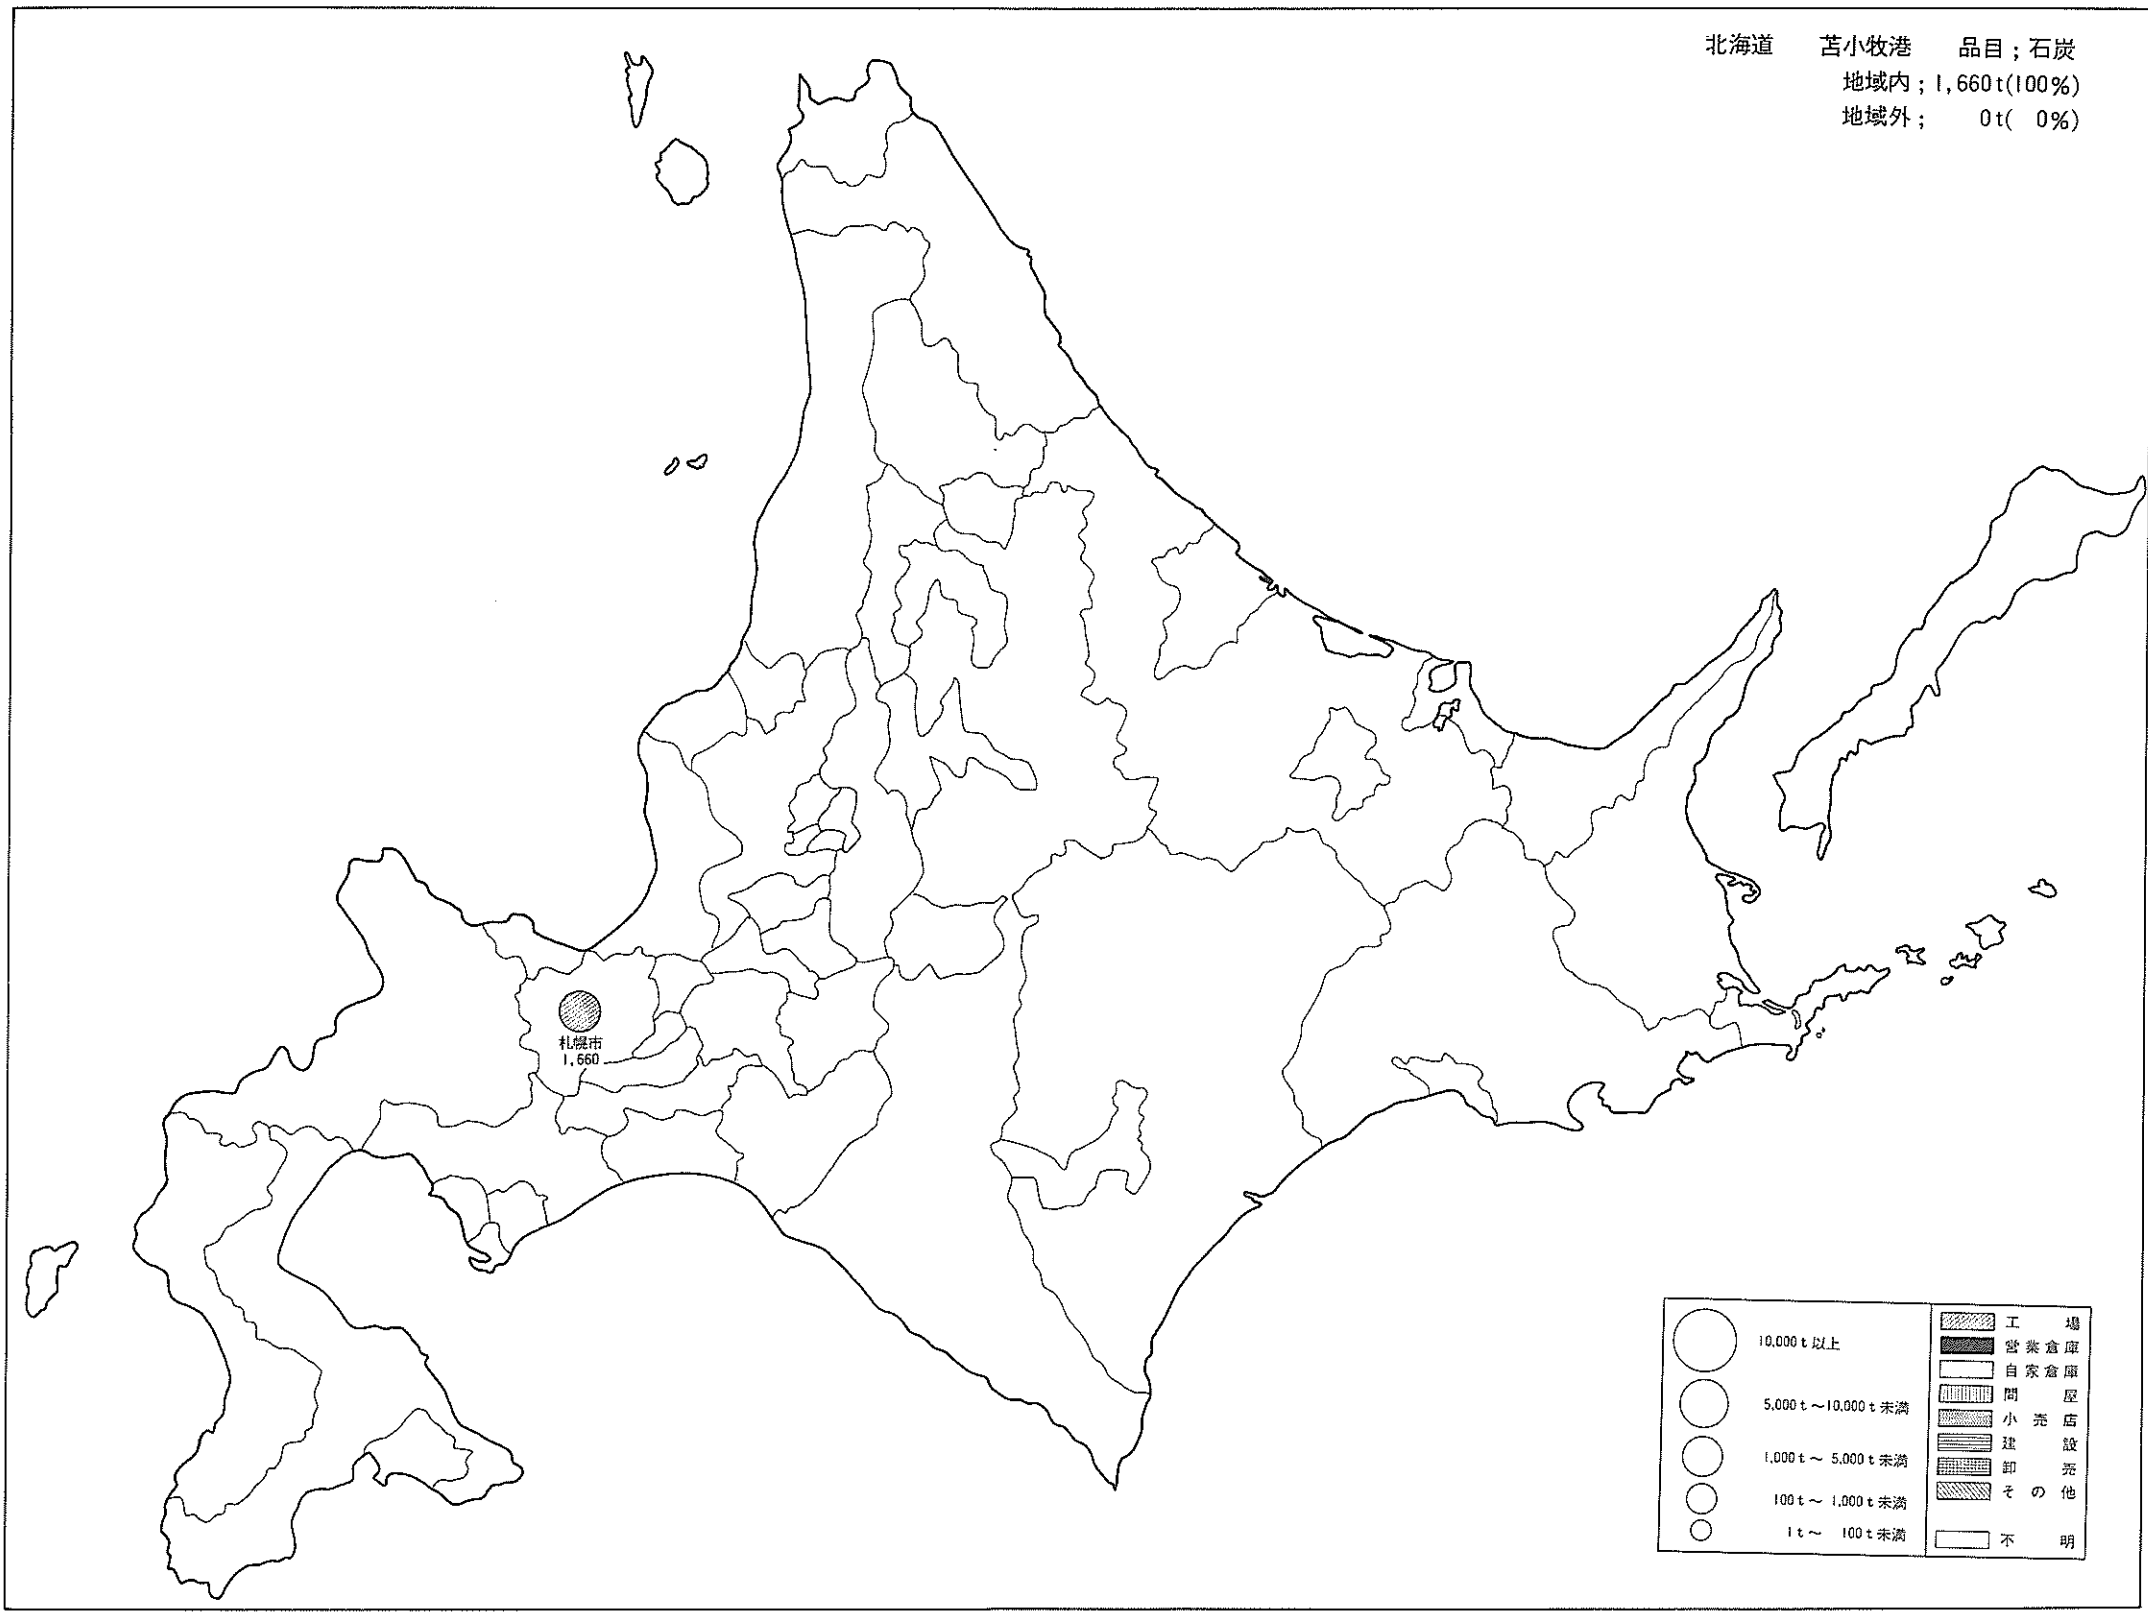 北海道 苫小牧港 品目；石炭
地域内；1,660t(100%)
地域外； 0t( 0%)
札幌市
1,660
10,000t以上
5,000t～10,000t未満
1,000t～ 5,000t未満
100t～ 1,000t未満
1t～ 100t未満
工場
営業倉庫
自家倉庫
問屋
小売店
建設
卸売
その他
不明